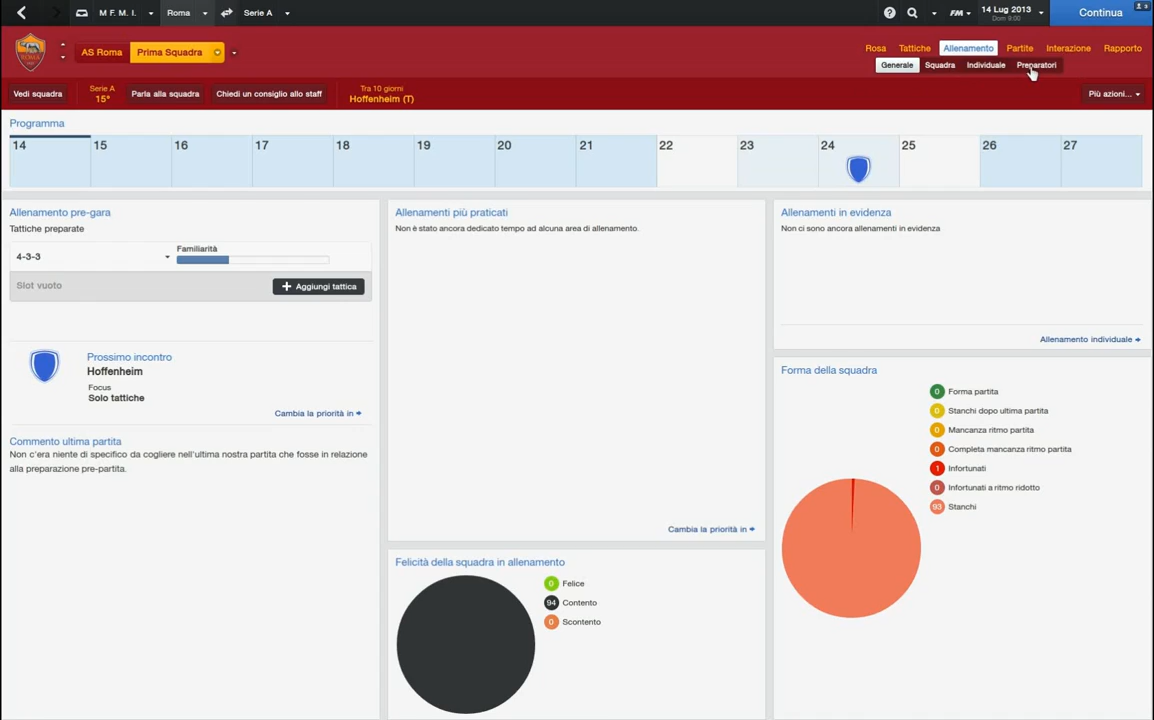 M F. M. I.
Roma
Serie A
FM
14 Lug 2013
Dom 9:00
Continua
3
AS Roma
Prima Squadra
Rosa
Tattiche
Allenamento
Partite
Interazione
Rapporto
Generale
Squadra
Individuale
Preparatori
Vedi squadra
Serie A
15°
Parla alla squadra
Chiedi un consiglio allo staff
Tra 10 giorni
Hoffenheim (T)
Più azioni...
Programma
14 15 16 17 18 19 20 21 22 23 24 25 26 27
Allenamento pre-gara
Tattiche preparate
4-3-3
Familiarità
Slot vuoto
Aggiungi tattica
Prossimo incontro
Hoffenheim
Focus
Solo tattiche
Cambia la priorità in
Commento ultima partita
Non c'era niente di specifico da cogliere nell'ultima nostra partita che fosse in relazione
alla preparazione pre-partita.
Allenamenti più praticati
Non è stato ancora dedicato tempo ad alcuna area di allenamento.
Cambia la priorità in
Felicità della squadra in allenamento
0 Felice
94 Contento
0 Scontento
Allenamenti in evidenza
Non ci sono ancora allenamenti in evidenza
Allenamento individuale
Forma della squadra
0 Forma partita
0 Stanchi dopo ultima partita
0 Mancanza ritmo partita
0 Completa mancanza ritmo partita
1 Infortunati
0 Infortunati a ritmo ridotto
93 Stanchi